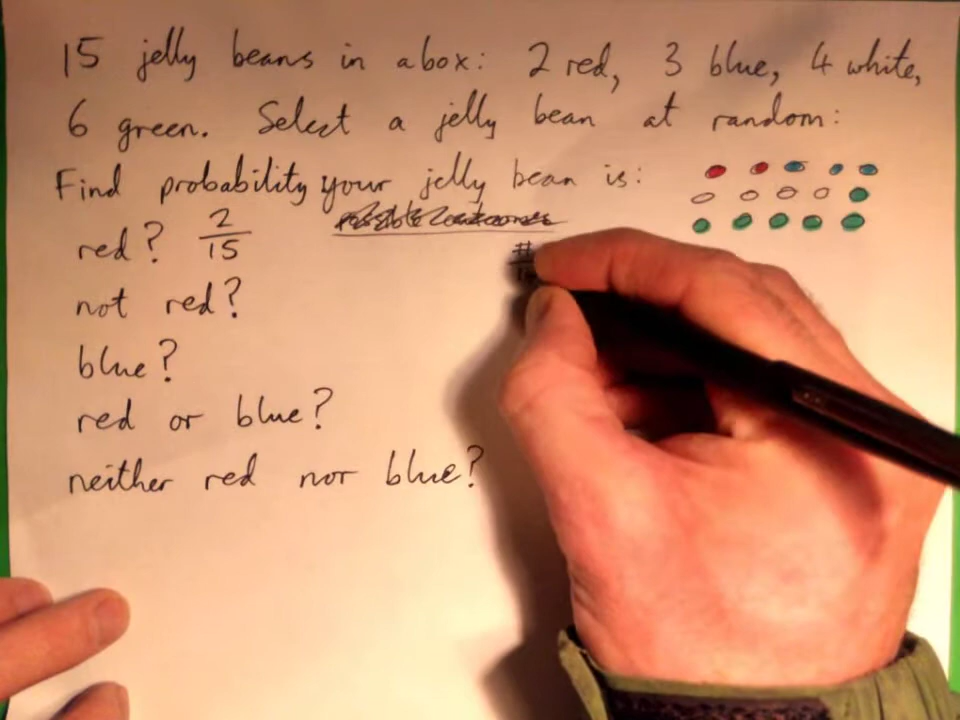 15 jelly beans in a box: 2 red, 3 blue, 4 white,
6 green. Select a jelly bean at random:
Find probability your jelly bean is:
red? 2/15
not red?
blue?
red or blue?
neither red nor blue?
#